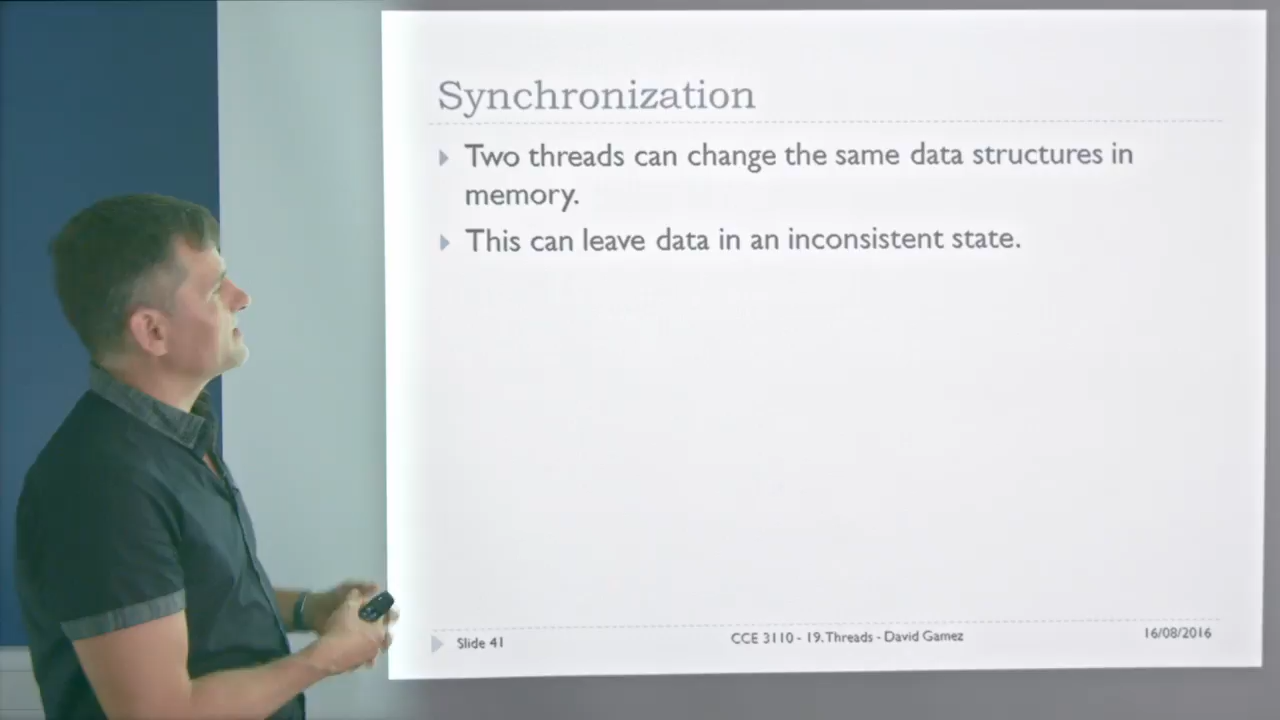 Synchronization
Two threads can change the same data structures in
memory.
This can leave data in an inconsistent state.
Slide 41
CCE 3110 - 19.Threads - David Gamez
16/08/2016